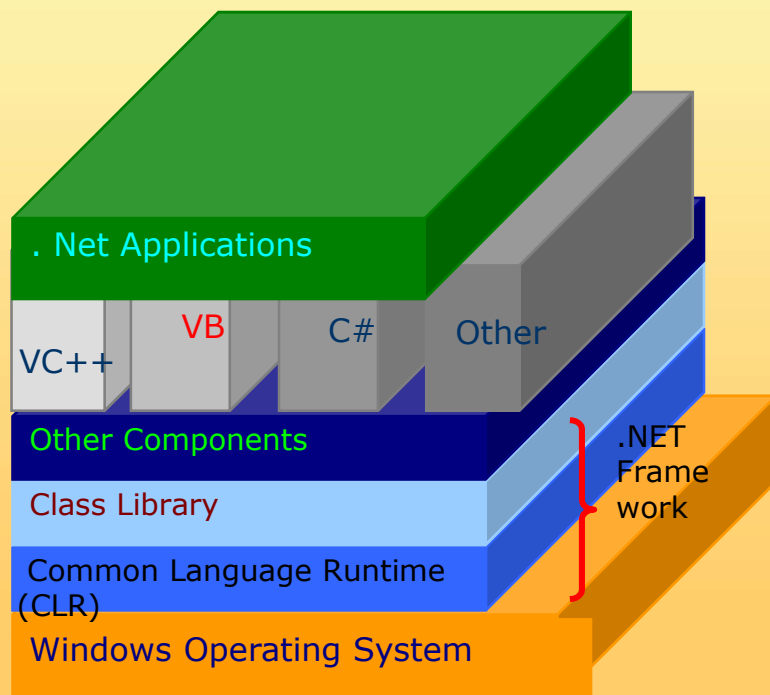 . Net Applications
VC++
VB
C#
Other
Other Components
Class Library
Common Language Runtime
(CLR)
Windows Operating System
.NET
Frame
work